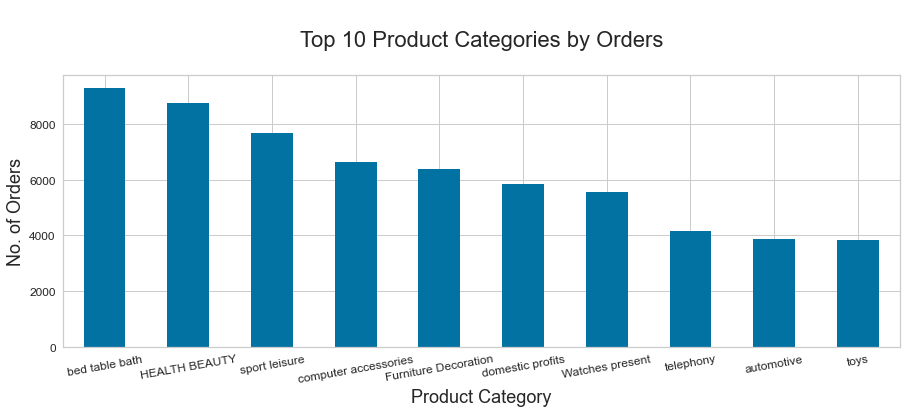 Top 10 Product Categories by Orders
No. of Orders
8000
6000
4000
2000
0
bed table bath
HEALTH BEAUTY
sport leisure
computer accessories
Furniture Decoration
domestic profits
Watches present
telephony
automotive
toys
Product Category